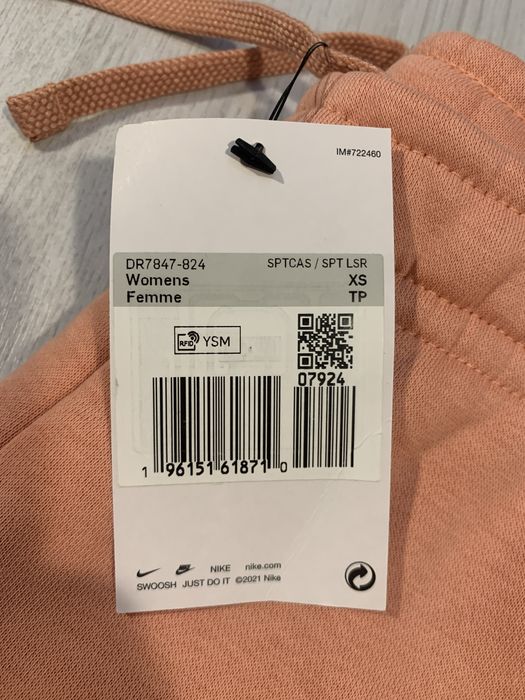 IM#722460
DR7847-824 SPTCAS / SPT LSR
Womens XS
Femme TP
RFID YSM
07924
1 96151 61871 0
NIKE nike.com
SWOOSH JUST DO IT ©2021 Nike